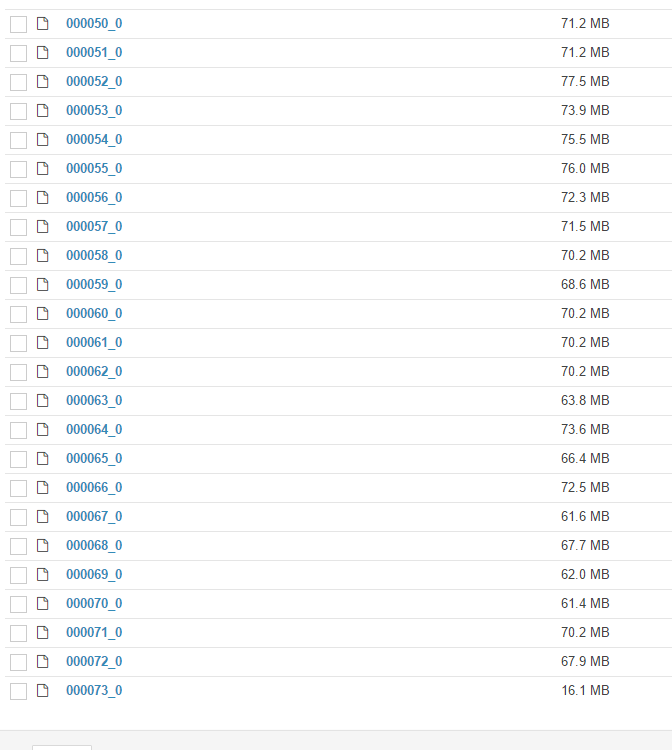 000050_0 71.2 MB
000051_0 71.2 MB
000052_0 77.5 MB
000053_0 73.9 MB
000054_0 75.5 MB
000055_0 76.0 MB
000056_0 72.3 MB
000057_0 71.5 MB
000058_0 70.2 MB
000059_0 68.6 MB
000060_0 70.2 MB
000061_0 70.2 MB
000062_0 70.2 MB
000063_0 63.8 MB
000064_0 73.6 MB
000065_0 66.4 MB
000066_0 72.5 MB
000067_0 61.6 MB
000068_0 67.7 MB
000069_0 62.0 MB
000070_0 61.4 MB
000071_0 70.2 MB
000072_0 67.9 MB
000073_0 16.1 MB